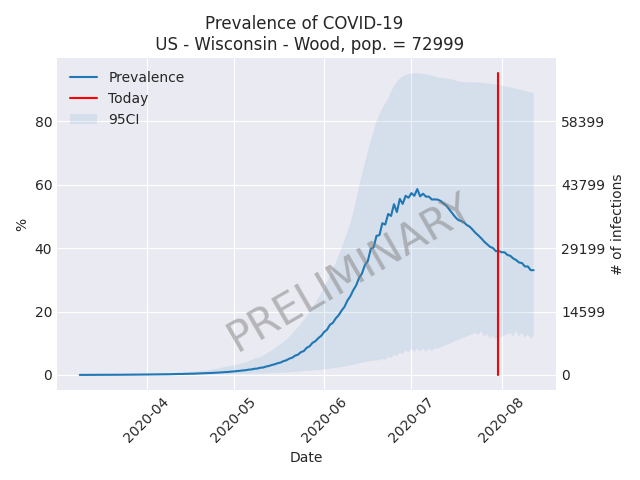 Prevalence of COVID-19
US - Wisconsin - Wood, pop. = 72999
Prevalence
Today
95CI
80
60
40
20
0
%
58399
43799
29199
14599
0
# of infections
PRELIMINARY
2020-04
2020-05
2020-06
2020-07
2020-08
Date